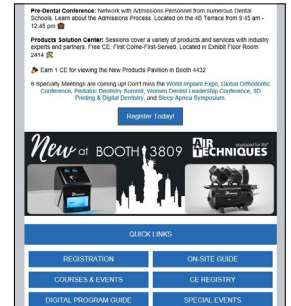 Pre-Dental Conference: Network with Admissions Personnel from numerous Dental
Schools. Learn about the Admissions Process. Located on the 4D Terrace from 9:45 am -
12:45 pm
Products Solution Center: Sessions cover a variety of products and services with industry
experts and partners. Free CE, First Come-First-Served, Located in Exhibit Floor Room
2414
Earn 1 CE for viewing the New Products Pavilion in Booth 4432
6 Specialty Meetings are coming up! Don't miss the World Implant Expo, Global Orthodontic
Conference, Pediatric Dentistry Summit, Women Dentist Leadership Conference, 3D
Printing & Digital Dentistry, and Sleep Apnea Symposium.
Register Today!
New at BOOTH 3809
AIR TECHNIQUES
equipped for life®
QUICK LINKS
REGISTRATION
ON-SITE GUIDE
COURSES & EVENTS
CE REGISTRY
DIGITAL PROGRAM GUIDE
SPECIAL EVENTS